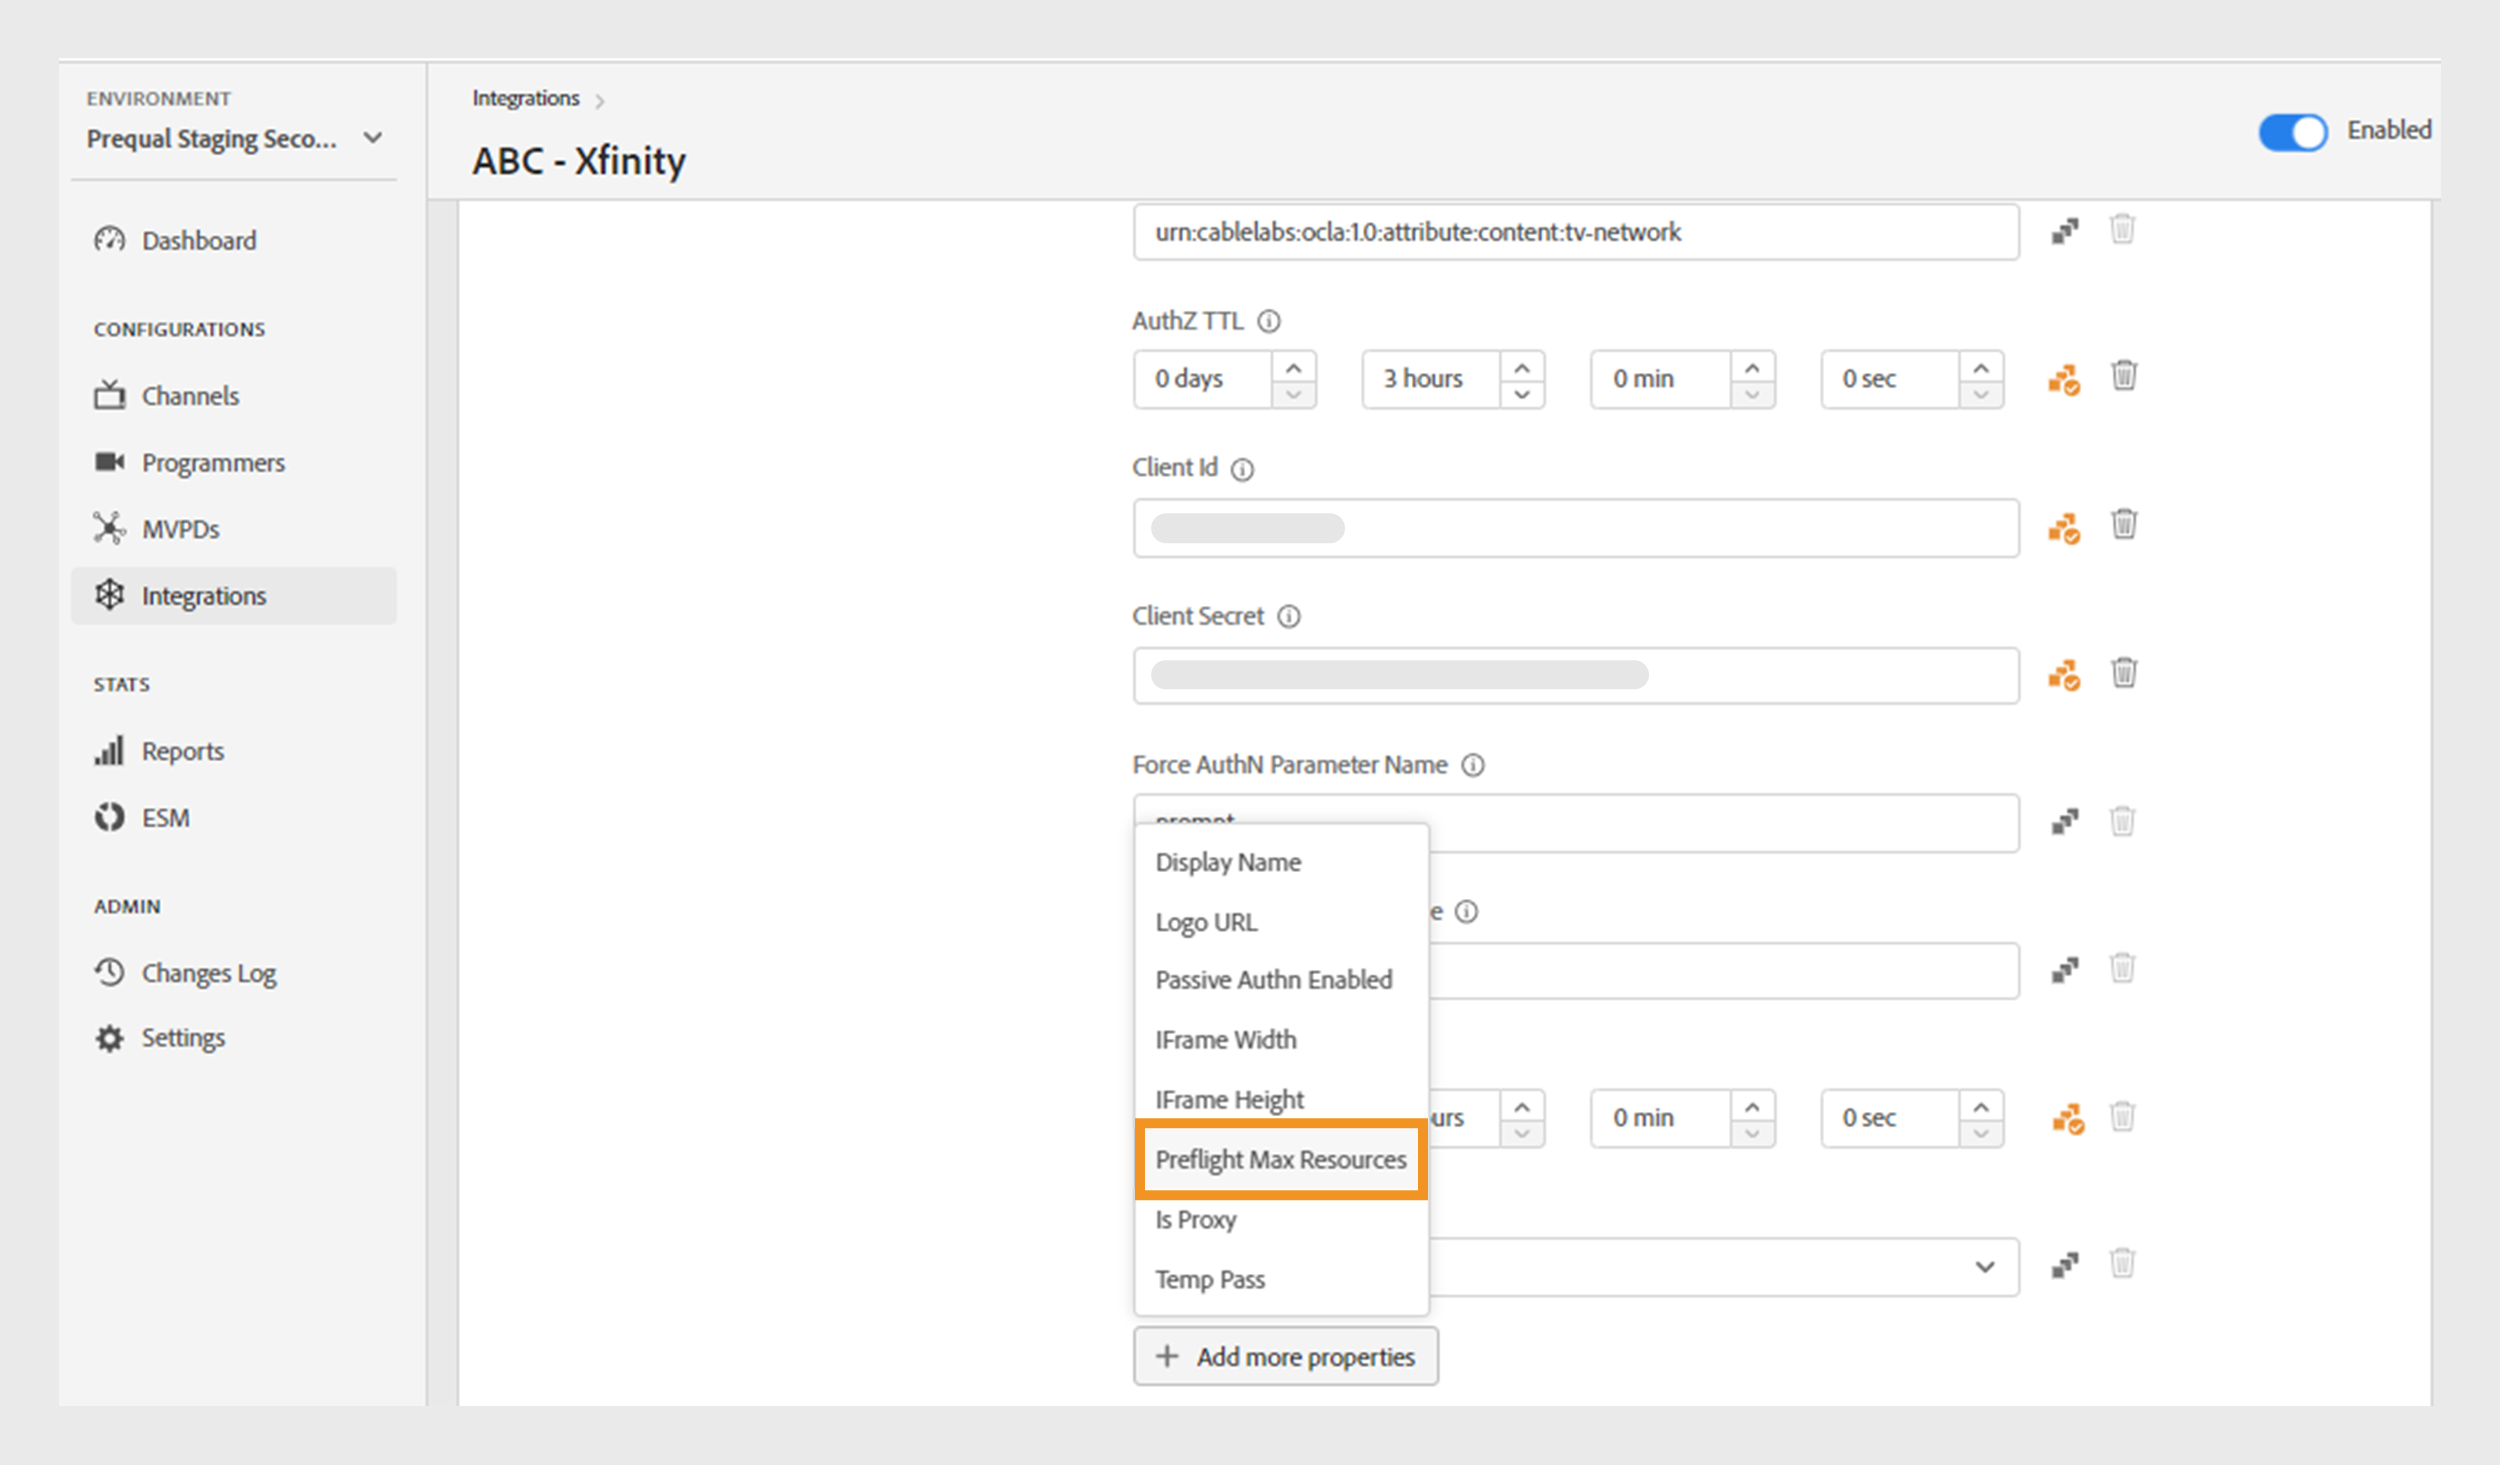 ENVIRONMENT
Prequal Staging Seco...
Dashboard
CONFIGURATIONS
Channels
Programmers
MVPDs
Integrations
STATS
Reports
ESM
ADMIN
Changes Log
Settings
Integrations
ABC - Xfinity
Enabled
urn:cablelabs:ocla:1.0:attribute:content:tv-network
AuthZ TTL
0 days 3 hours 0 min 0 sec
Client Id
Client Secret
Force AuthN Parameter Name
prompt
Display Name
Logo URL
Passive Authn Enabled
IFrame Width
IFrame Height
0 min 0 sec
Preflight Max Resources
Is Proxy
Temp Pass
Add more properties